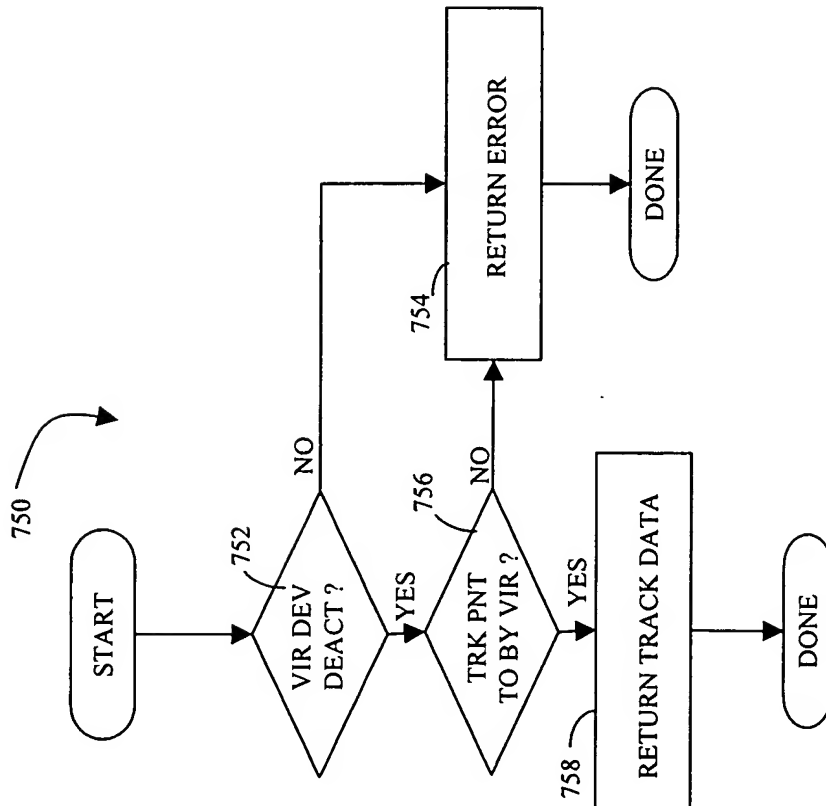 750
START
752
VIR DEV
DEACT ?
NO
YES
756
TRK PNT
TO BY VIR ?
NO
YES
754
RETURN ERROR
DONE
758
RETURN TRACK DATA
DONE